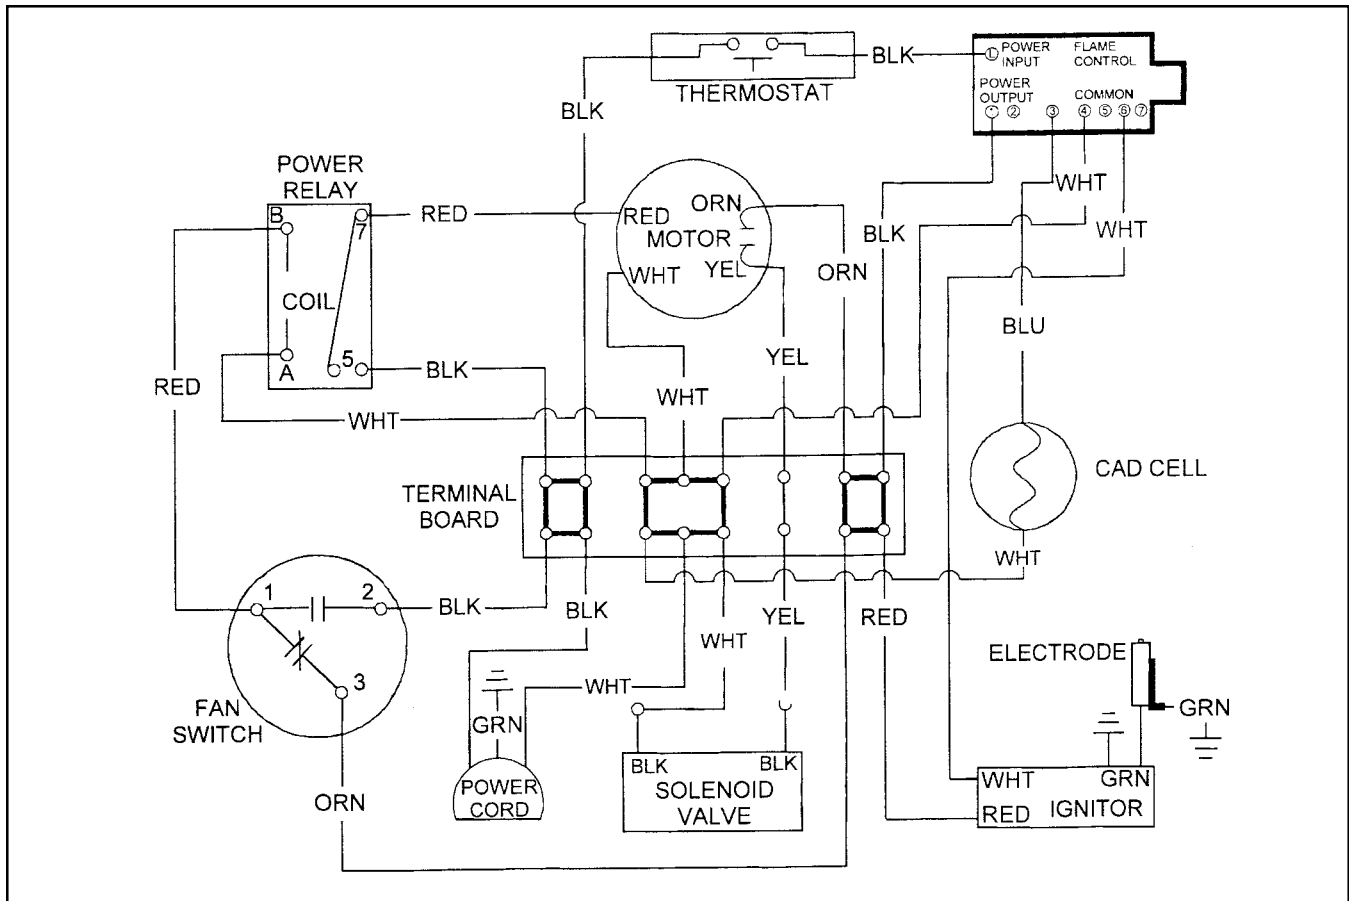 BLK
L POWER
INPUT
FLAME
CONTROL
POWER
OUTPUT
COMMON
1 2 3 4 5 6 7
THERMOSTAT
BLK
POWER
RELAY
B
7
RED
RED
ORN
MOTOR
YEL
WHT
BLK
WHT
WHT
ORN
COIL
BLU
A
5
BLK
YEL
RED
WHT
WHT
CAD CELL
TERMINAL
BOARD
WHT
1
2
BLK
BLK
YEL
RED
WHT
ELECTRODE
3
WHT
GRN
FAN
SWITCH
GRN
BLK
BLK
WHT
GRN
POWER
CORD
SOLENOID
VALVE
ORN
RED
IGNITOR